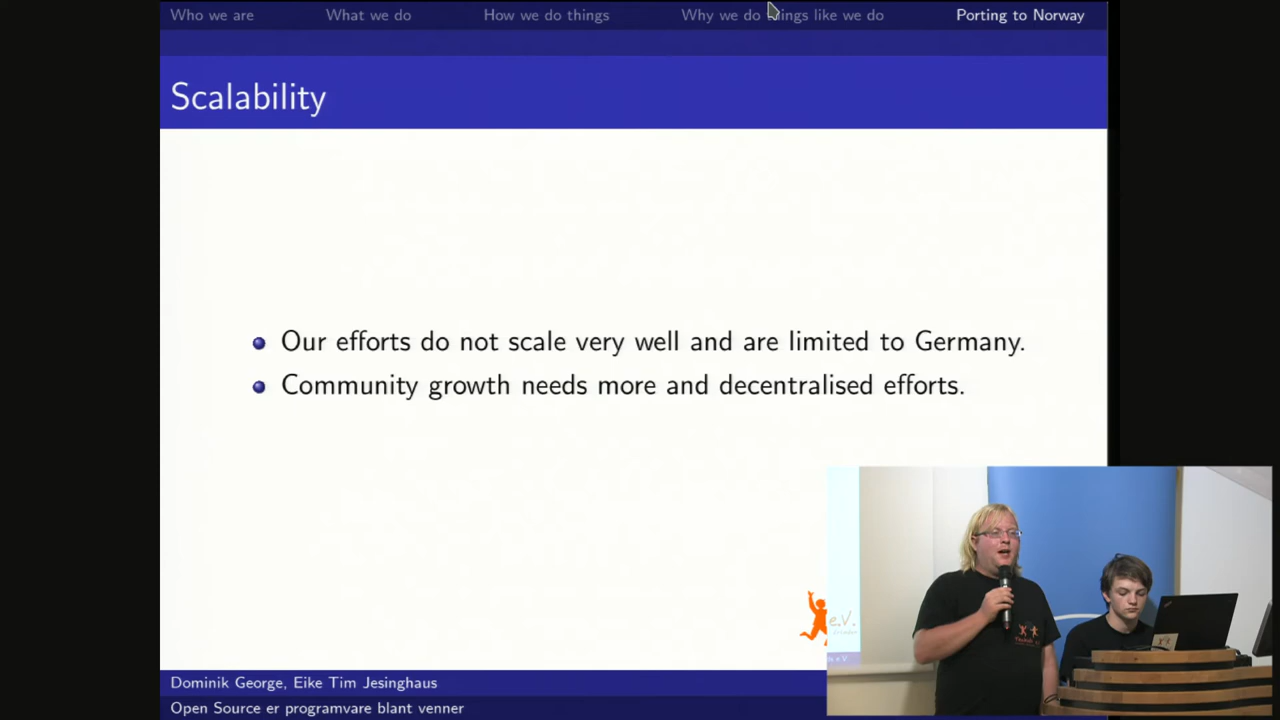 Who we are What we do How we do things Why we do things like we do Porting to Norway
Scalability
Our efforts do not scale very well and are limited to Germany.
Community growth needs more and decentralised efforts.
e.V.
Dominik George, Eike Tim Jesinghaus
Open Source er programvare blant venner